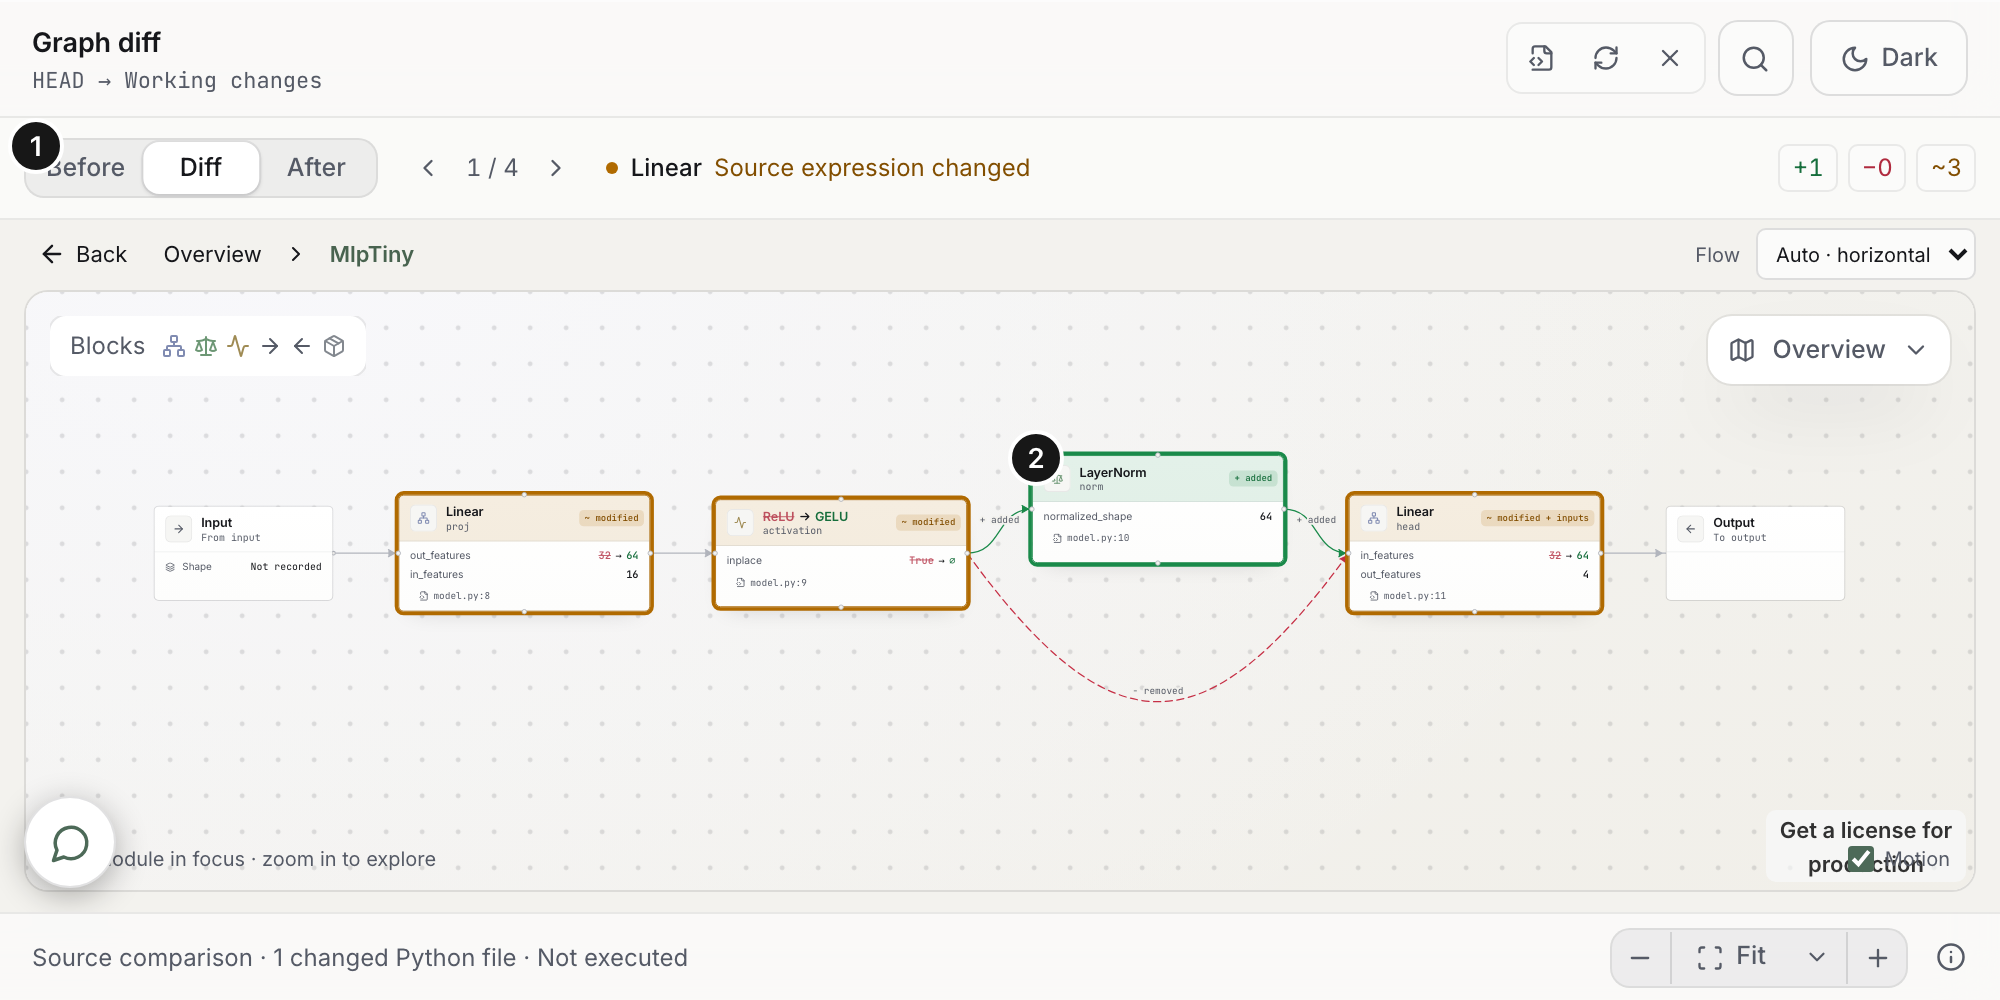 Graph diff
HEAD → Working changes
Dark
1
Before
Diff
After
1 / 4
Linear Source expression changed
+1
−0
~3
Back
Overview
MlpTiny
Flow
Auto · horizontal
Blocks
Overview
Input
From input
Shape
Not recorded
Linear
proj
~ modified
out_features
32 → 64
in_features
16
model.py:8
ReLU → GELU
activation
~ modified
inplace
True → ∅
model.py:9
+ added
2
LayerNorm
norm
+ added
normalized_shape
64
model.py:10
+ added
- removed
Linear
head
~ modified + inputs
in_features
32 → 64
out_features
4
model.py:11
Output
To output
in focus · zoom in to explore
Get a license for
production
Motion
Source comparison · 1 changed Python file · Not executed
Fit